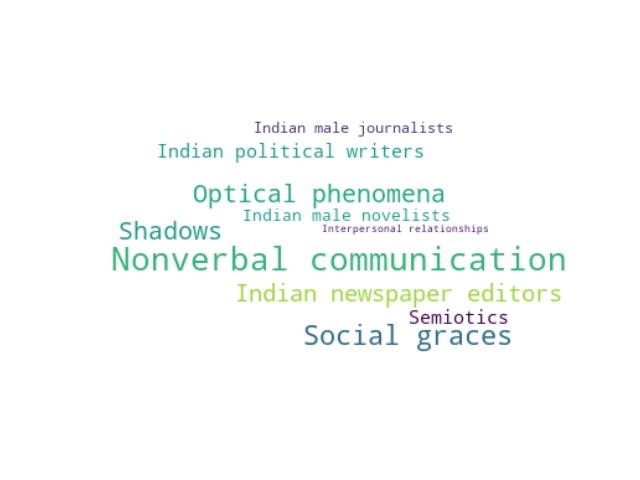 Indian male journalists
Indian political writers
Optical phenomena
Indian male novelists
Shadows
Interpersonal relationships
Nonverbal communication
Indian newspaper editors
Semiotics
Social graces